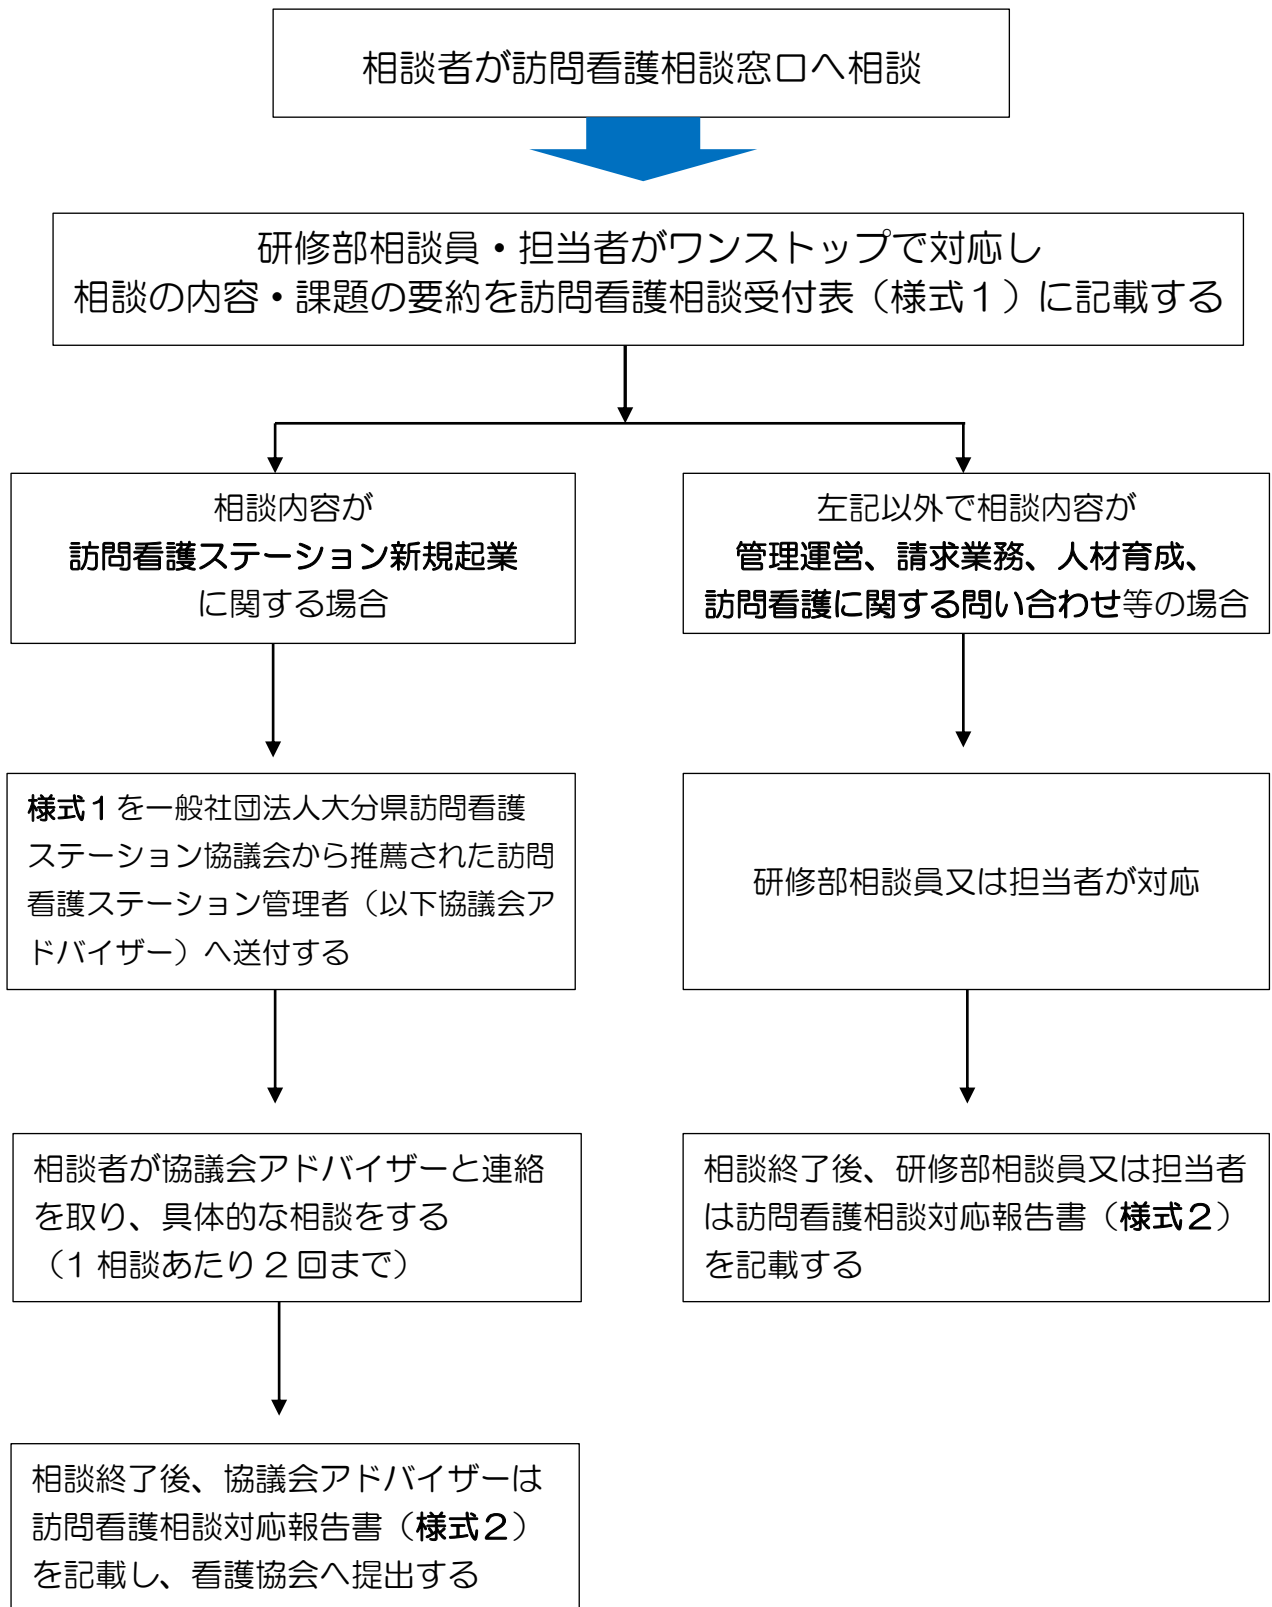 相談者が訪問看護相談窓口へ相談
研修部相談員・担当者がワンストップで対応し
相談の内容・課題の要約を訪問看護相談受付表（様式１）に記載する
相談内容が
訪問看護ステーション新規起業
に関する場合
左記以外で相談内容が
管理運営、請求業務、人材育成、
訪問看護に関する問い合わせ等の場合
様式１を一般社団法人大分県訪問看護
ステーション協議会から推薦された訪問
看護ステーション管理者（以下協議会ア
ドバイザー）へ送付する
研修部相談員又は担当者が対応
相談者が協議会アドバイザーと連絡
を取り、具体的な相談をする
（1 相談あたり２回まで）
相談終了後、研修部相談員又は担当者
は訪問看護相談対応報告書（様式２）
を記載する
相談終了後、協議会アドバイザーは
訪問看護相談対応報告書（様式２）
を記載し、看護協会へ提出する